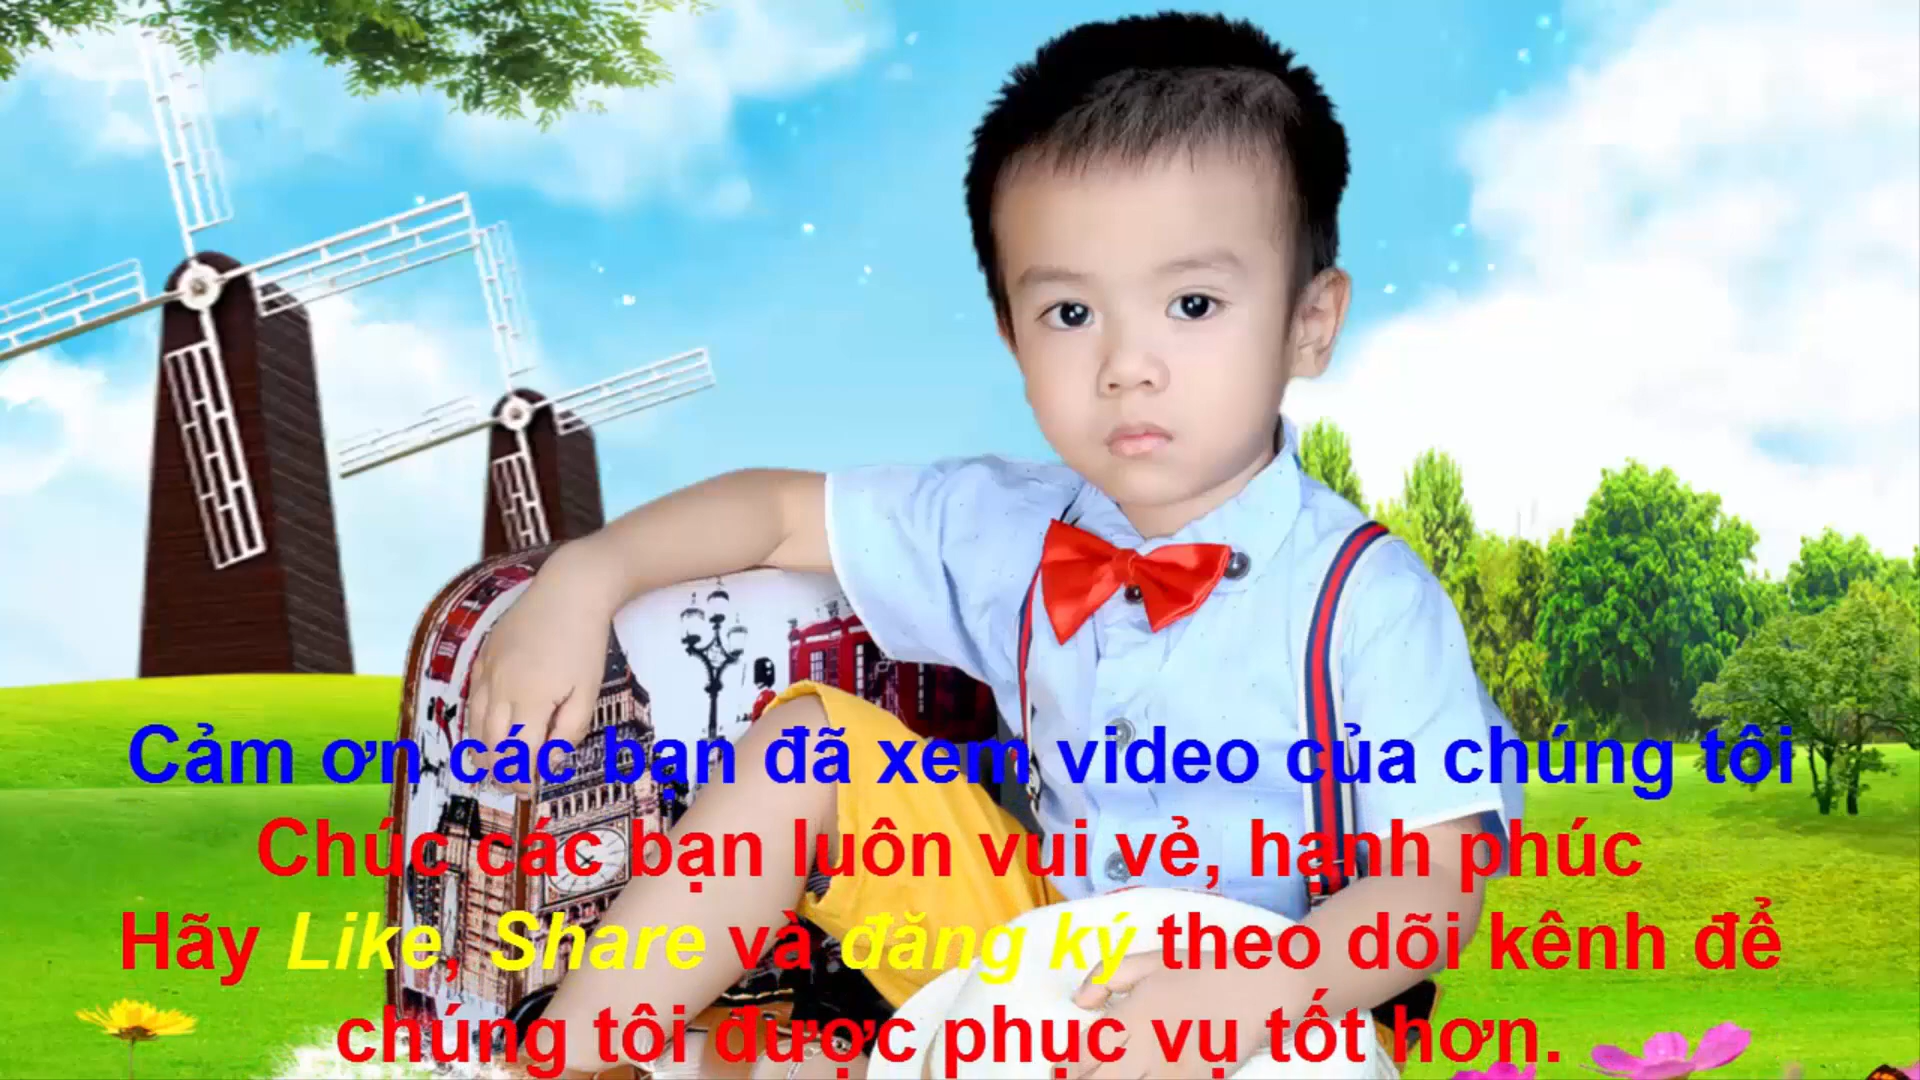 Cảm ơn các bạn đã xem video của chúng tôi
Chúc các bạn luôn vui vẻ, hạnh phúc
Hãy Like, Share và đăng ký theo dõi kênh để
chúng tôi được phục vụ tốt hơn.